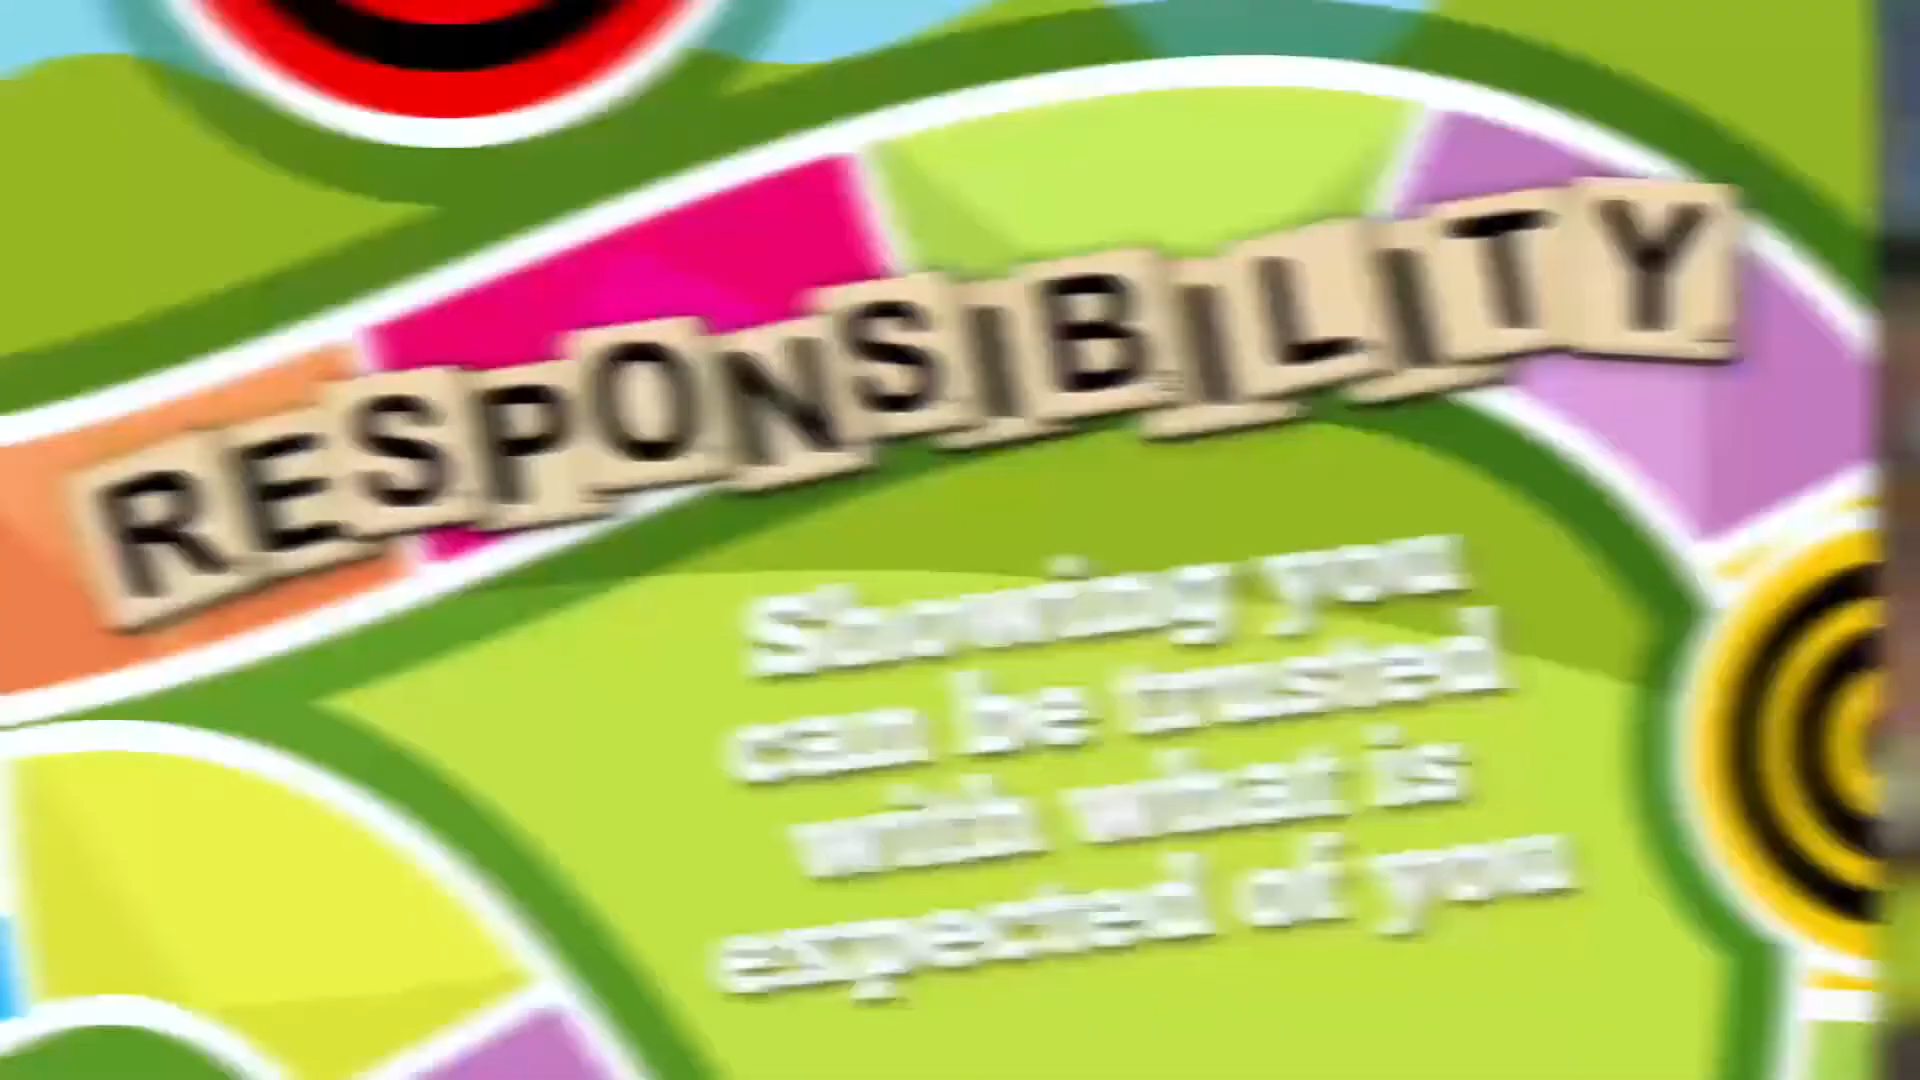 RESPONSIBILITY
Showing you
can be trusted
with what is
expected of you